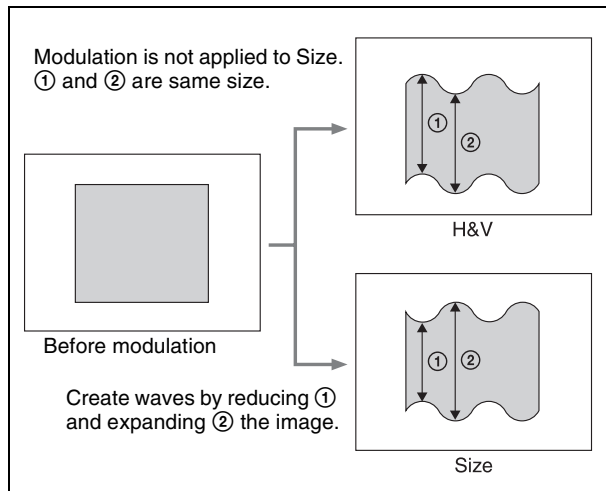 Modulation is not applied to Size.
① and ② are same size.
①
②
H&V
Before modulation
①
②
Create waves by reducing ①
and expanding ② the image.
Size